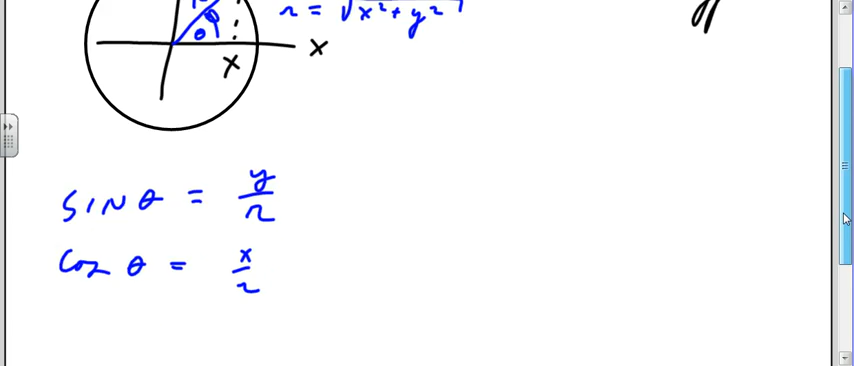 r = √x² + y²
θ
x
x
sin θ = y/r
cos θ = x/r